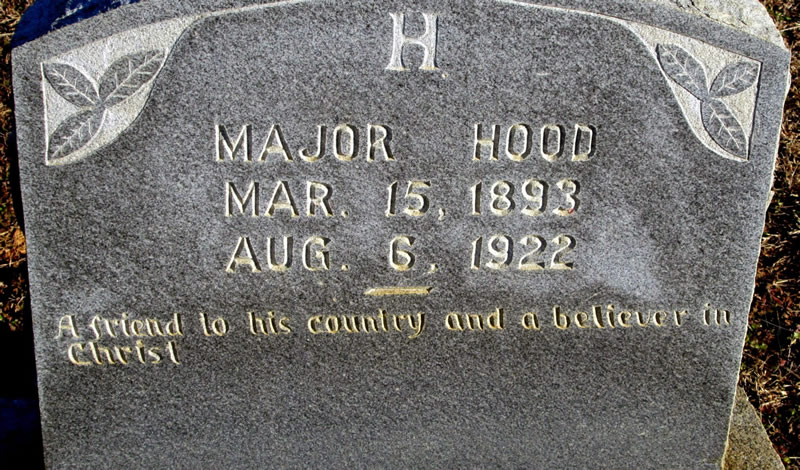 H
MAJOR HOOD
MAR. 15, 1893
AUG. 6, 1922
A friend to his country and a believer in
Christ